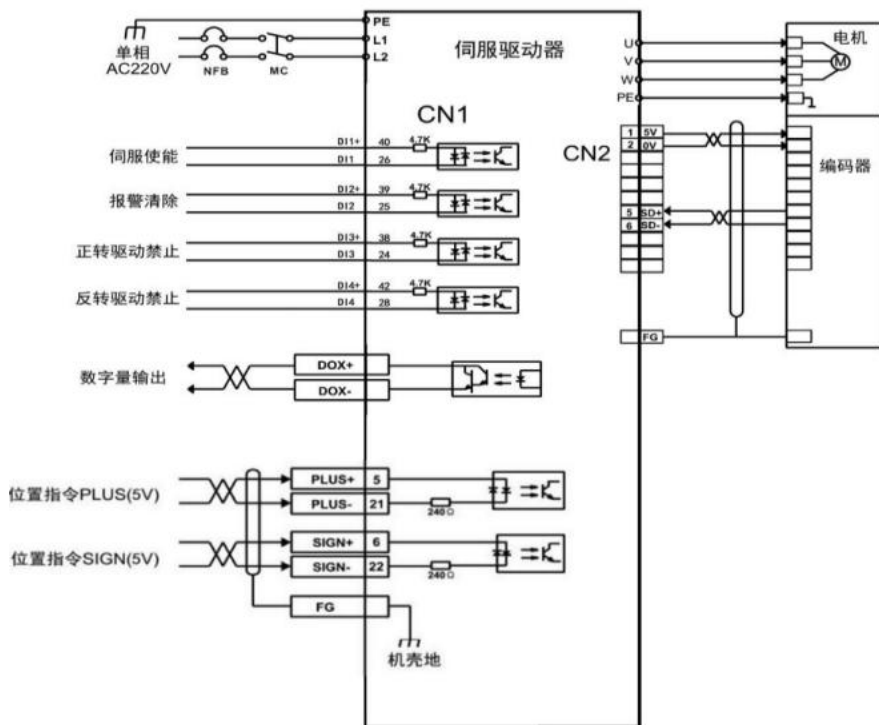 PE
L1
L2
单相
AC220V
NFB
MC
伺服驱动器
U
V
W
PE
电机
M
CN1
CN2
1 5V
2 0V
编码器
5 SD+
6 SD-
FG
伺服使能
DI1+ 40 4.7K
DI1 26
报警清除
DI2+ 39 4.7K
DI2 25
正转驱动禁止
DI3+ 38 4.7K
DI3 24
反转驱动禁止
DI4+ 42 4.7K
DI4 28
数字量输出
DOX+
DOX-
位置指令PLUS(5V)
PLUS+ 5
PLUS- 21
240Ω
位置指令SIGN(5V)
SIGN+ 6
SIGN- 22
240Ω
FG
机壳地